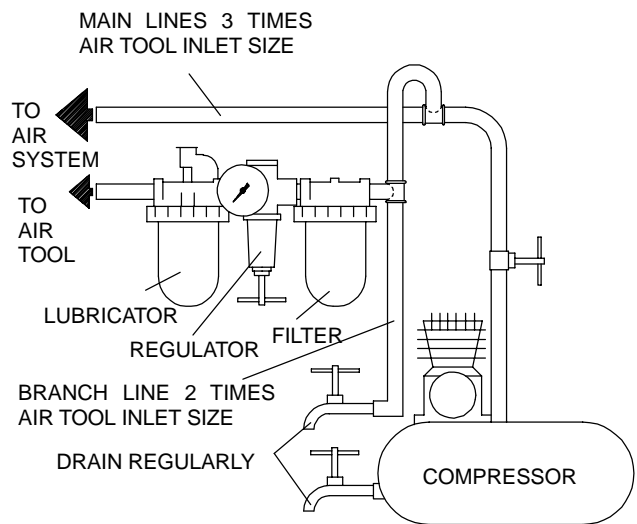 MAIN LINES 3 TIMES
AIR TOOL INLET SIZE
TO
AIR
SYSTEM
TO
AIR
TOOL
LUBRICATOR
REGULATOR
FILTER
BRANCH LINE 2 TIMES
AIR TOOL INLET SIZE
DRAIN REGULARLY
COMPRESSOR